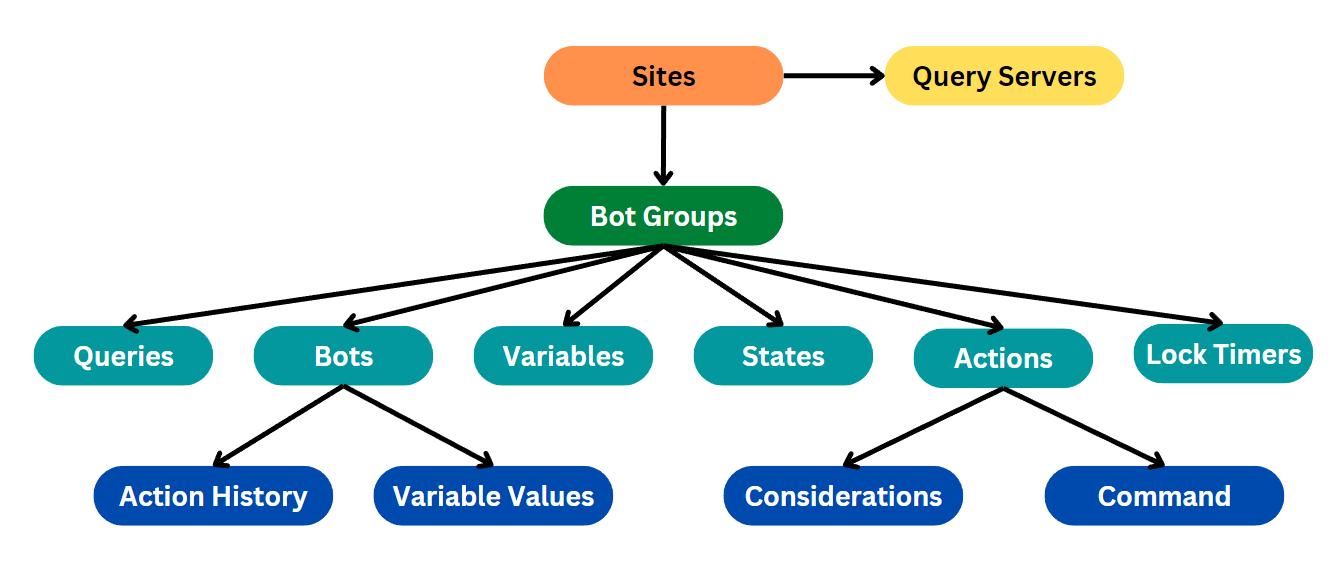 Sites
Query Servers
Bot Groups
Queries
Bots
Variables
States
Actions
Lock Timers
Action History
Variable Values
Considerations
Command